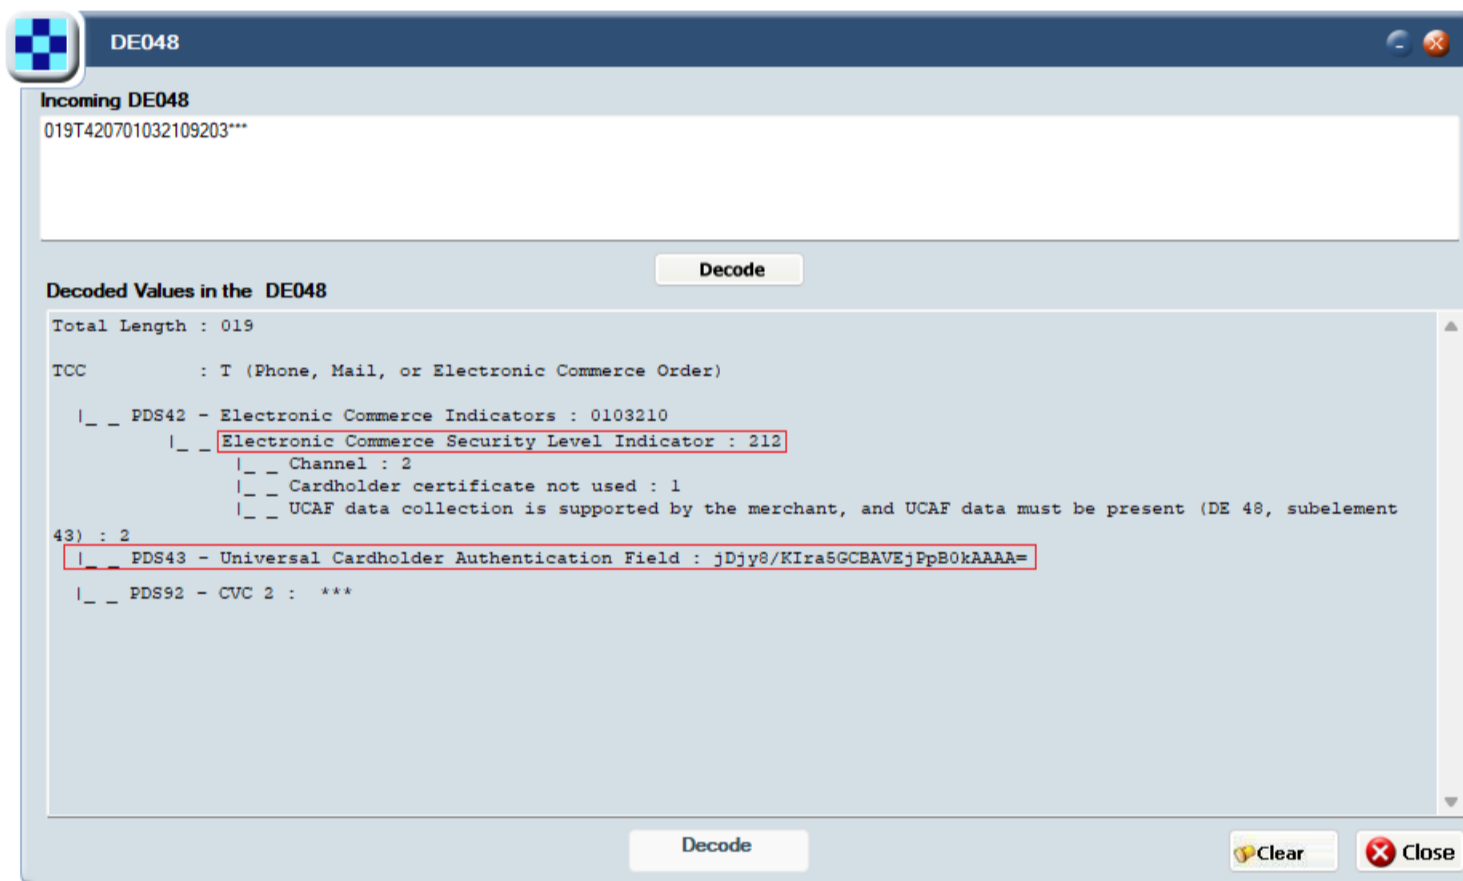 DE048
Incoming DE048
019T420701032109203***
Decode
Decoded Values in the DE048
Total Length : 019
TCC : T (Phone, Mail, or Electronic Commerce Order)
|_ _ PDS42 - Electronic Commerce Indicators : 0103210
|_ _ Electronic Commerce Security Level Indicator : 212
|_ _ Channel : 2
|_ _ Cardholder certificate not used : 1
|_ _ UCAF data collection is supported by the merchant, and UCAF data must be present (DE 48, subelement
43) : 2
|_ _ PDS43 - Universal Cardholder Authentication Field : jDjy8/KIra5GCBAVEjPpB0kAAAA=
|_ _ PDS92 - CVC 2 : ***
Decode
Clear
Close